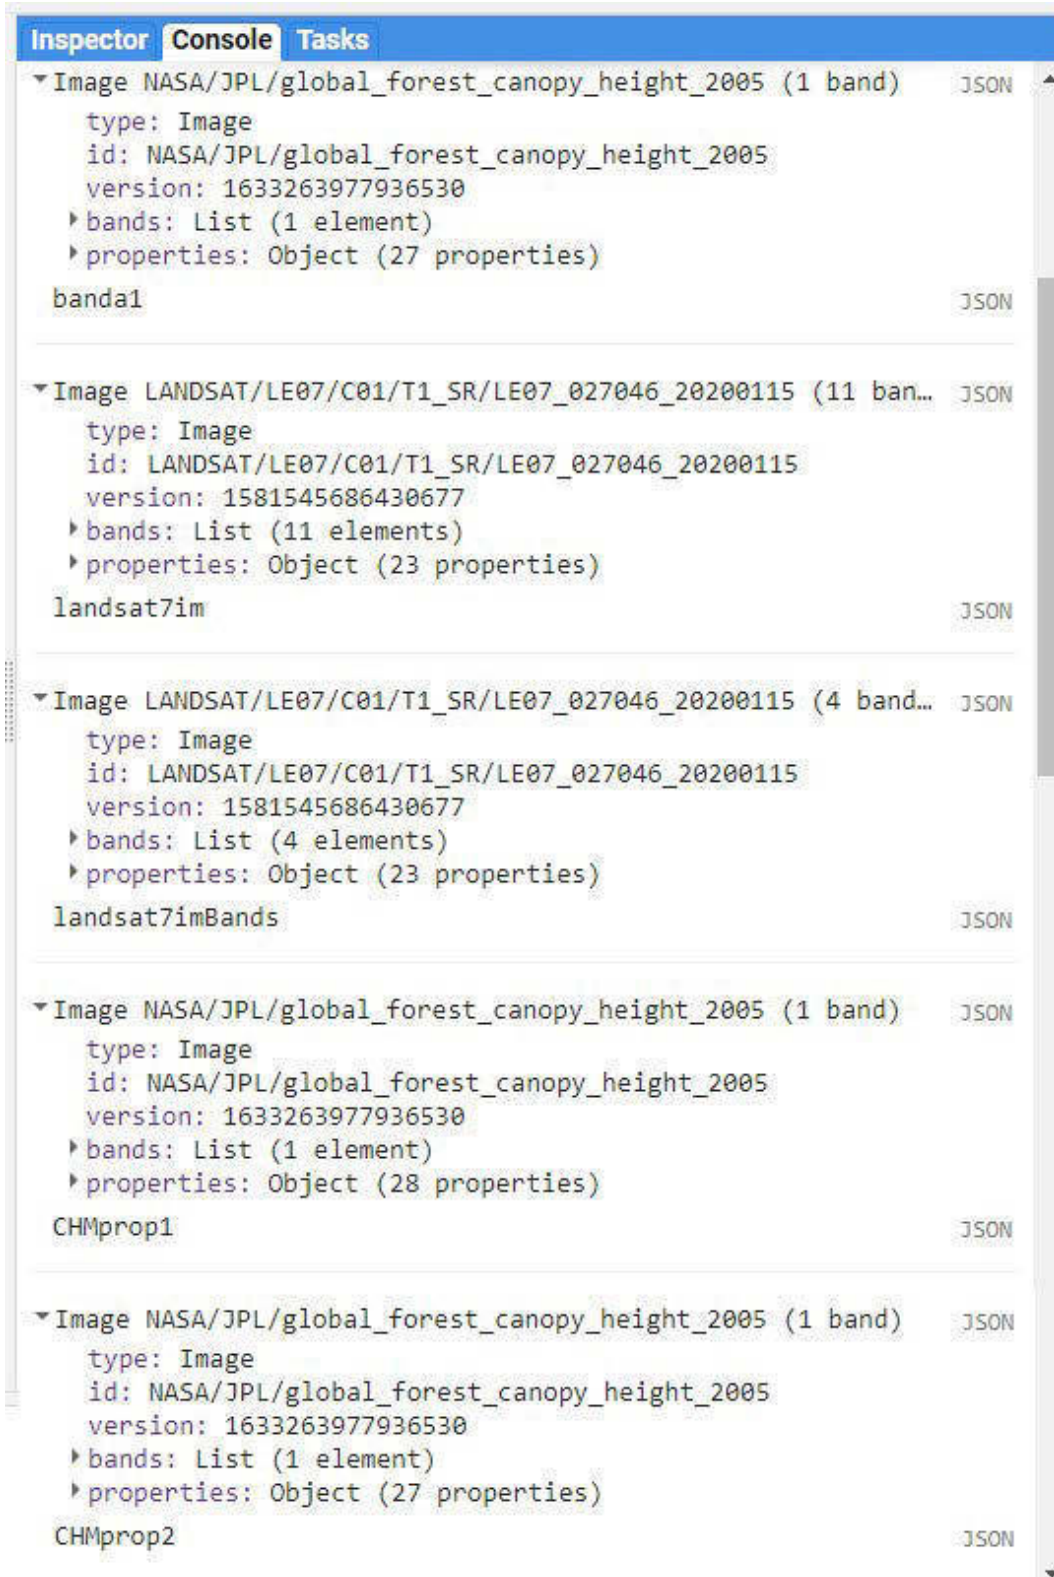 Inspector Console Tasks
Image NASA/JPL/global_forest_canopy_height_2005 (1 band) JSON
type: Image
id: NASA/JPL/global_forest_canopy_height_2005
version: 1633263977936530
bands: List (1 element)
properties: Object (27 properties)
banda1 JSON
Image LANDSAT/LE07/C01/T1_SR/LE07_027046_20200115 (11 ban… JSON
type: Image
id: LANDSAT/LE07/C01/T1_SR/LE07_027046_20200115
version: 1581545686430677
bands: List (11 elements)
properties: Object (23 properties)
landsat7im JSON
Image LANDSAT/LE07/C01/T1_SR/LE07_027046_20200115 (4 band… JSON
type: Image
id: LANDSAT/LE07/C01/T1_SR/LE07_027046_20200115
version: 1581545686430677
bands: List (4 elements)
properties: Object (23 properties)
landsat7imBands JSON
Image NASA/JPL/global_forest_canopy_height_2005 (1 band) JSON
type: Image
id: NASA/JPL/global_forest_canopy_height_2005
version: 1633263977936530
bands: List (1 element)
properties: Object (28 properties)
CHMprop1 JSON
Image NASA/JPL/global_forest_canopy_height_2005 (1 band) JSON
type: Image
id: NASA/JPL/global_forest_canopy_height_2005
version: 1633263977936530
bands: List (1 element)
properties: Object (27 properties)
CHMprop2 JSON